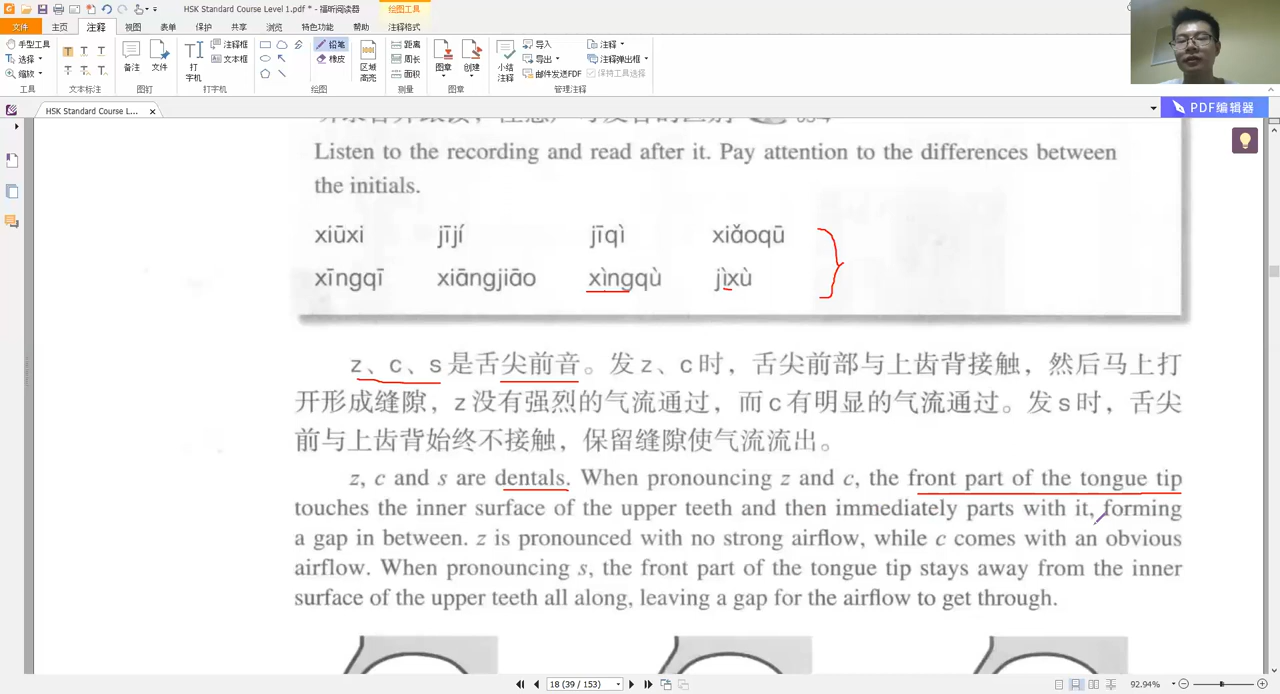 HSK Standard Course Level 1.pdf * - 福昕阅读器
绘图工具
文件 主页 注释 视图 表单 保护 共享 浏览 特色功能 帮助 注释格式
手型工具
选择
缩放
工具
文本标注
备注 文件
图钉
打字机
注释框
文本框
打字机
铅笔
橡皮
区域高亮
绘图
距离
周长
面积
测量
图章 创建
图章
小结注释
导入
导出
邮件发送FDF
注释
注释弹出框
保持工具选择
管理注释
HSK Standard Course L...
PDF编辑器
Listen to the recording and read after it. Pay attention to the differences between
the initials.
xiūxi jījí jīqì xiǎoqū
xīngqī xiāngjiāo xìngqù jìxù
z、c、s 是舌尖前音。发 z、c 时，舌尖前部与上齿背接触，然后马上打
开形成缝隙，z 没有强烈的气流通过，而 c 有明显的气流通过。发 s 时，舌尖
前与上齿背始终不接触，保留缝隙使气流流出。
z, c and s are dentals. When pronouncing z and c, the front part of the tongue tip
touches the inner surface of the upper teeth and then immediately parts with it, forming
a gap in between. z is pronounced with no strong airflow, while c comes with an obvious
airflow. When pronouncing s, the front part of the tongue tip stays away from the inner
surface of the upper teeth all along, leaving a gap for the airflow to get through.
18 (39 / 153)
92.94%